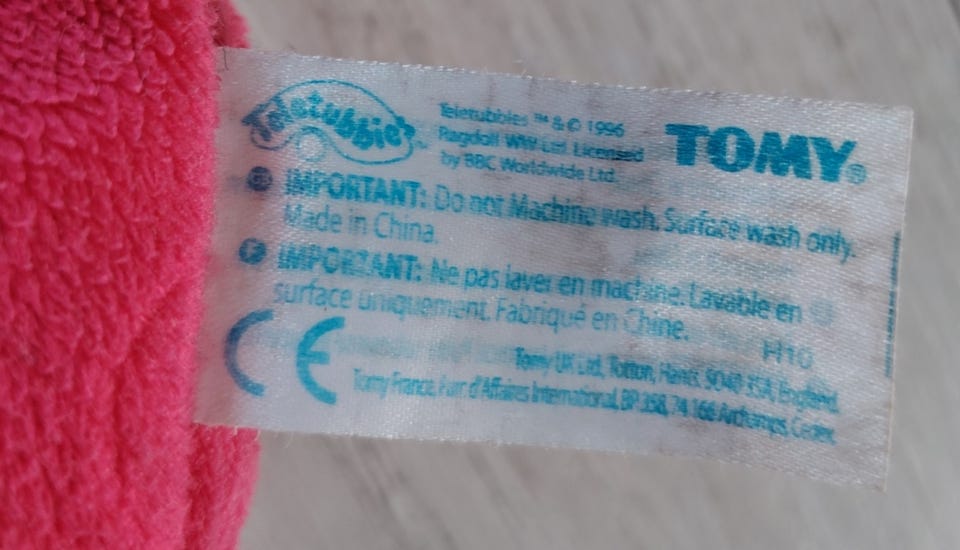 Teletubbies
Teletubbies ™ & © 1996
Ragdoll WW Ltd. Licensed
by BBC Worldwide Ltd.
TOMY®
GB IMPORTANT: Do not Machine wash. Surface wash only.
Made in China.
F IMPORTANT: Ne pas laver en machine. Lavable en
surface uniquement. Fabriqué en Chine.
H10
CE
Tomy UK Ltd., Totton, Hants, SO40 3SA, England.
Tomy France, Parc d'Affaires International, BP 358, 74 166 Archamps Cedex.